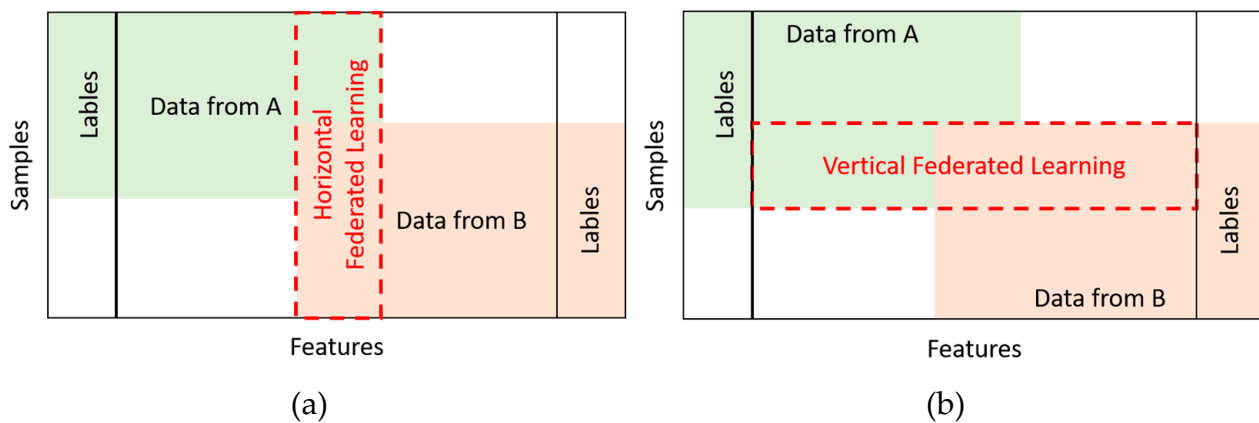 Samples
Lables
Data from A
Horizontal
Federated Learning
Data from B
Lables
Features
(a)
Samples
Lables
Data from A
Vertical Federated Learning
Data from B
Lables
Features
(b)